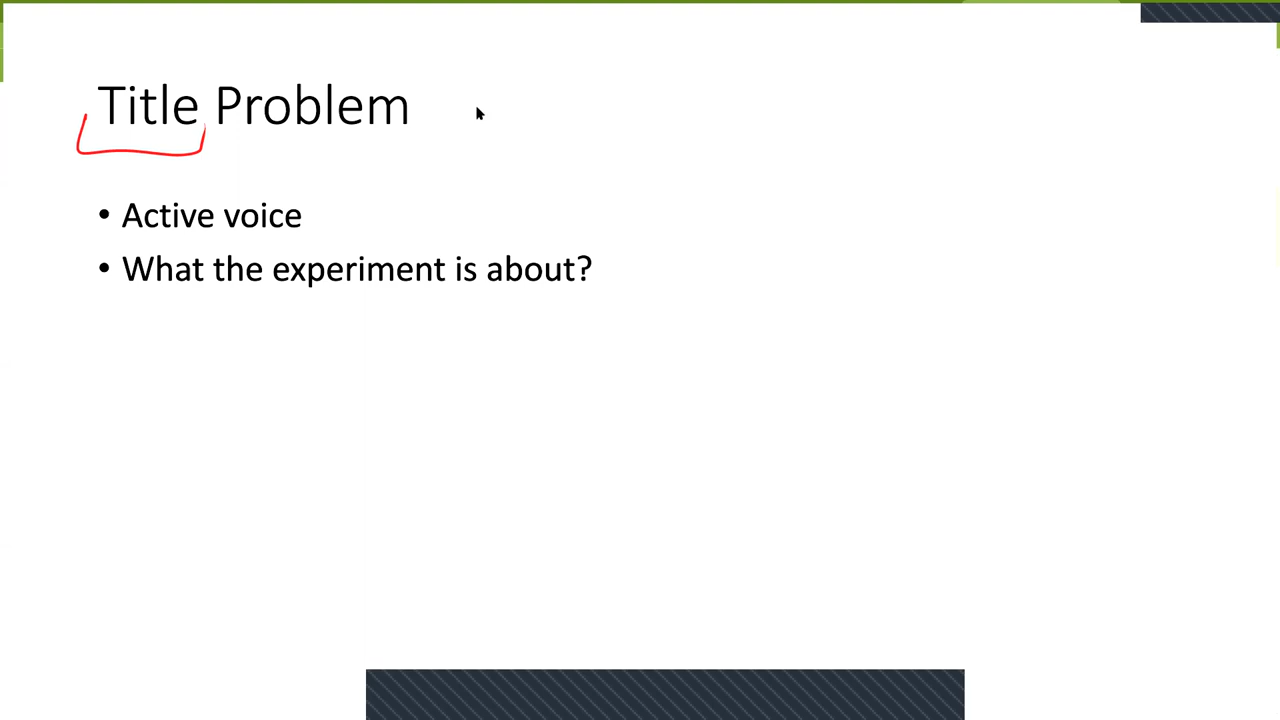 Title Problem
• Active voice
• What the experiment is about?